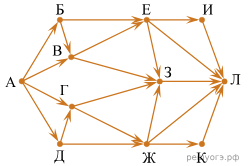 Б Е И
В
А З Л
Г
Д Ж К
решуогэ.рф